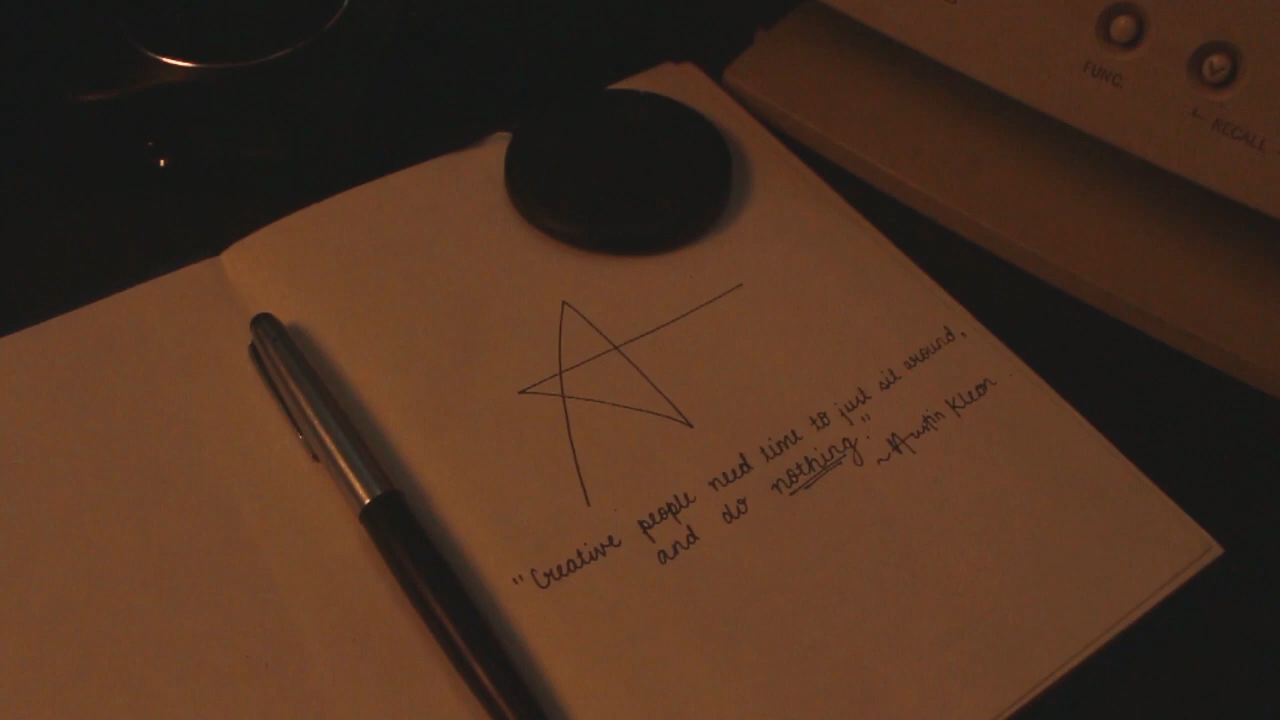 FUNC.
RECALL
"Creative people need time to just sit around,
and do nothing."
~Austin Kleon